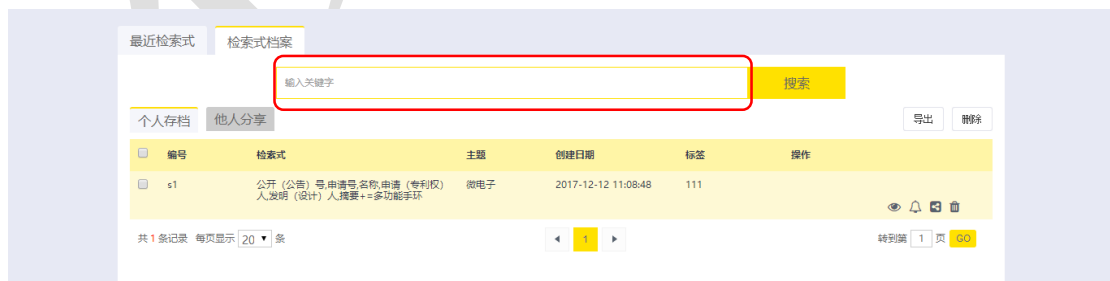 最近检索式 检索式档案
输入关键字 搜索
个人存档 他人分享 导出 删除
编号 检索式 主题 创建日期 标签 操作
s1 公开（公告）号,申请号,名称,申请（专利权） 微电子 2017-12-12 11:08:48 111
人,发明（设计）人,摘要+=多功能手环
共1条记录 每页显示 20 条 1 转到第 1 页 GO